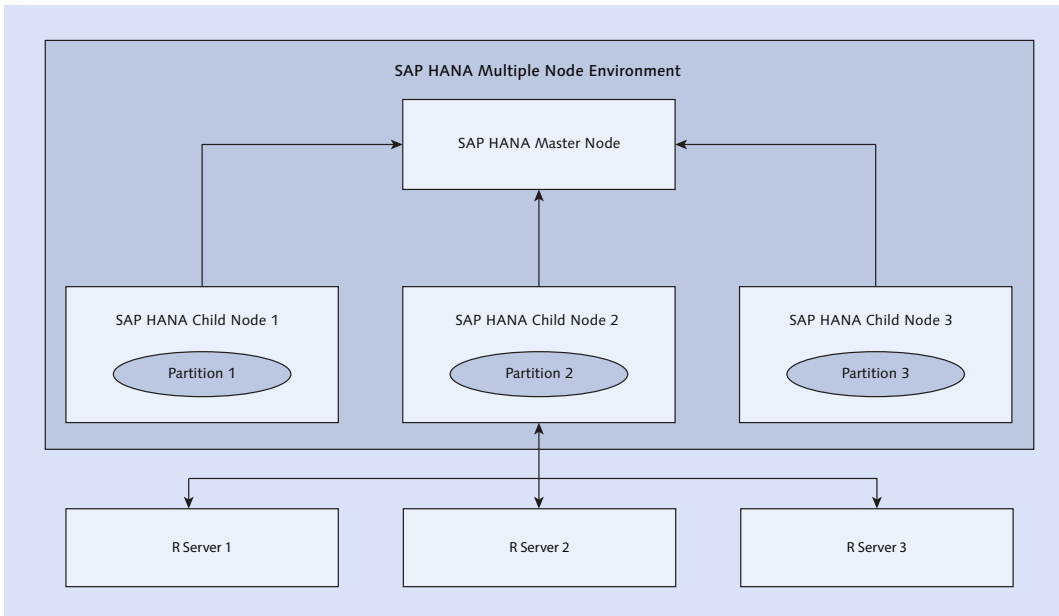 SAP HANA Multiple Node Environment
SAP HANA Master Node
SAP HANA Child Node 1
SAP HANA Child Node 2
SAP HANA Child Node 3
Partition 1
Partition 2
Partition 3
R Server 1
R Server 2
R Server 3